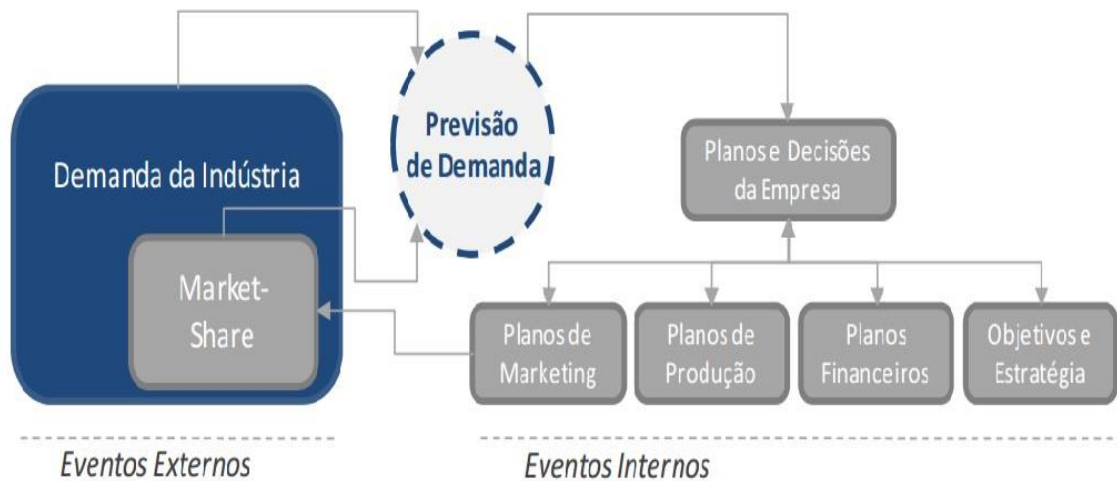 Previsão
de Demanda
Demanda da Indústria
Market-
Share
Planos e Decisões
da Empresa
Planos de
Marketing
Planos de
Produção
Planos
Financeiros
Objetivos e
Estratégia
Eventos Externos
Eventos Internos